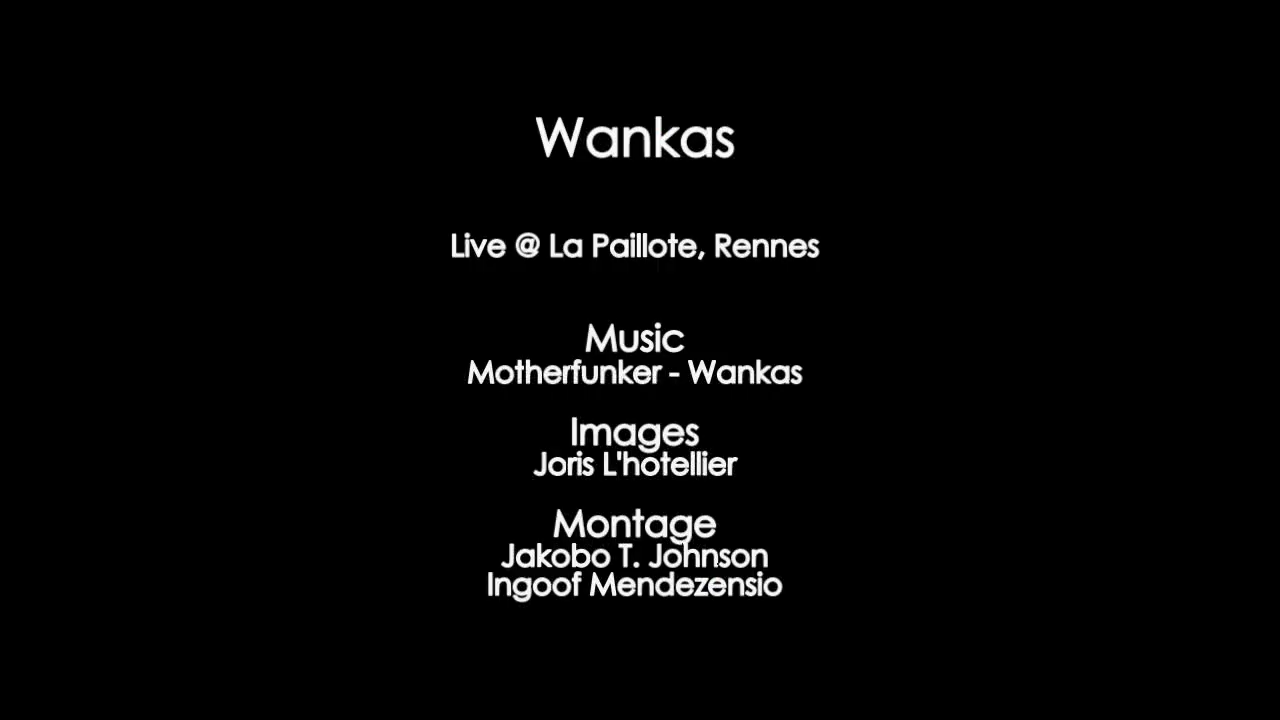 Wankas
Live @ La Paillote, Rennes
Music
Motherfunker - Wankas
Images
Joris L'hotellier
Montage
Jakobo T. Johnson
Ingoof Mendezensio